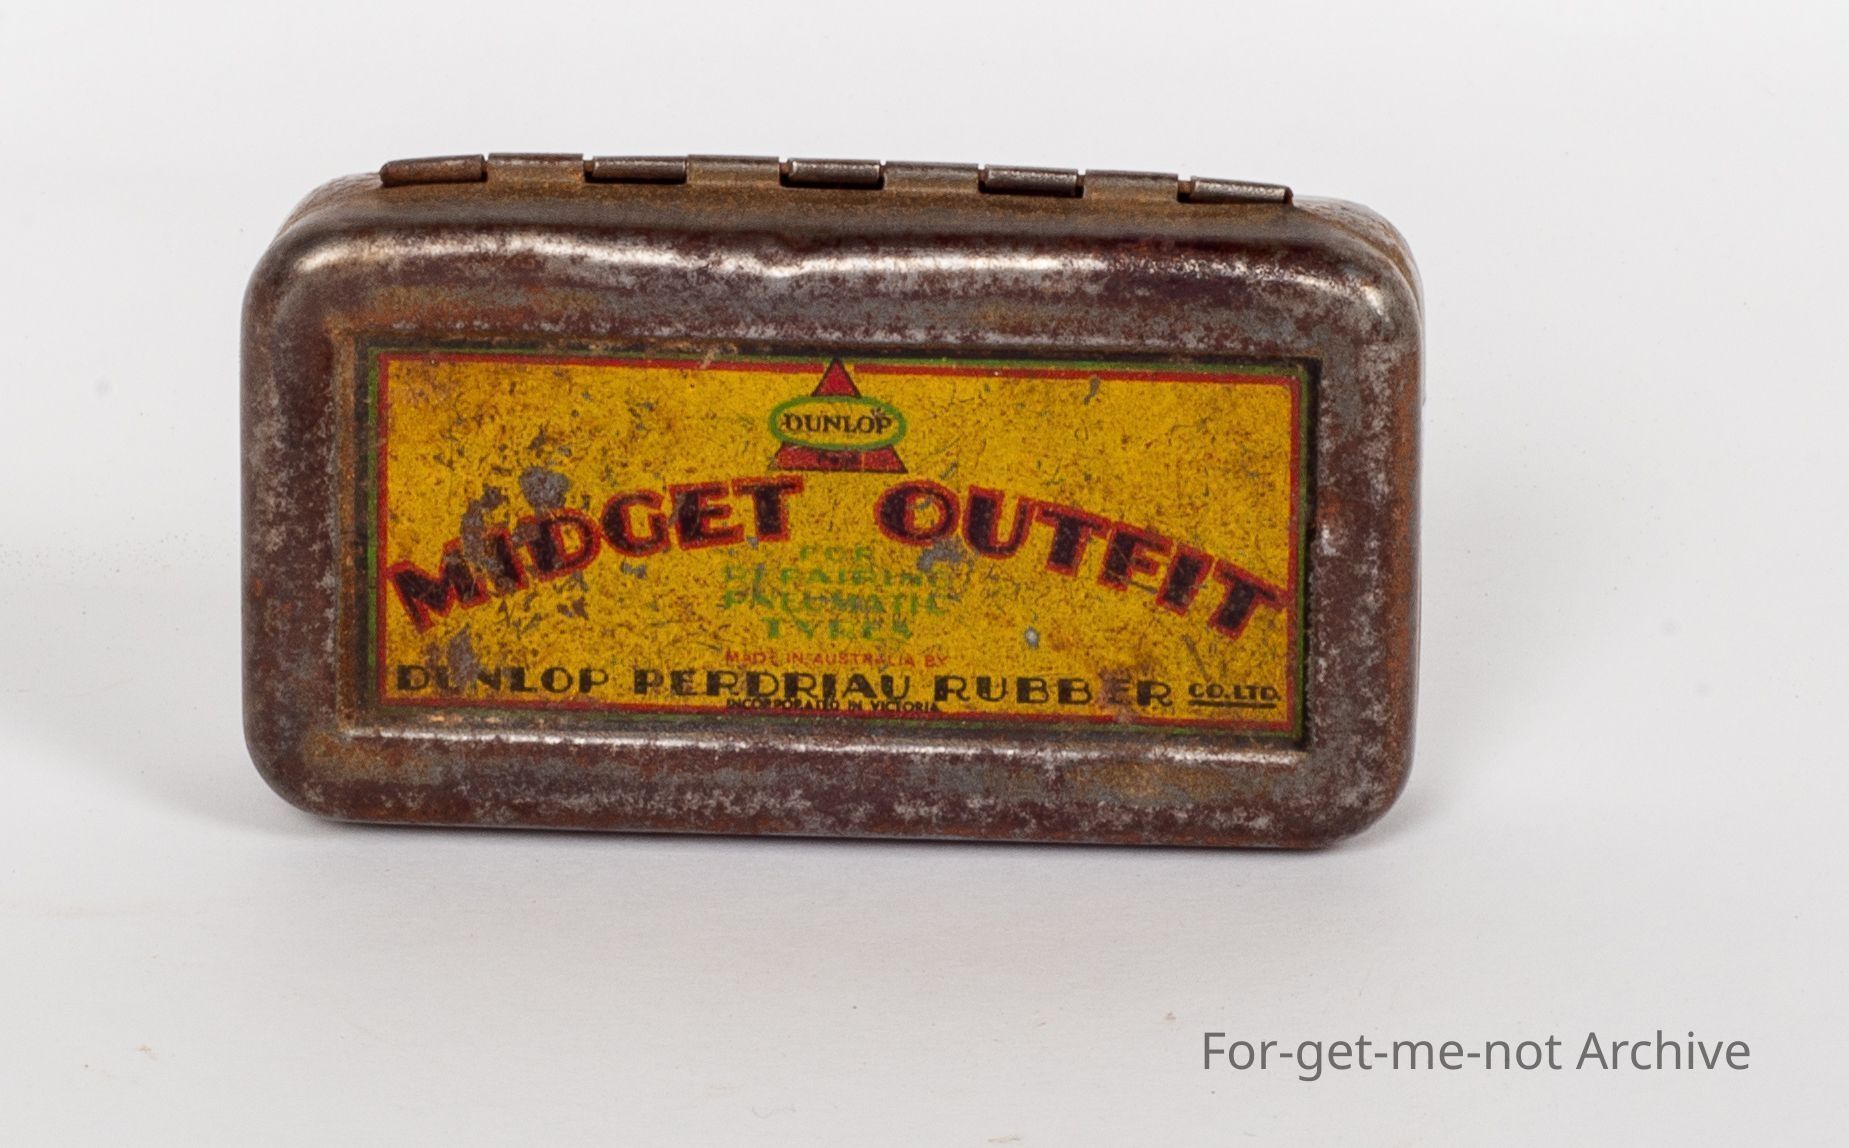 DUNLOP
MIDGET OUTFIT
FOR
REPAIRING
PNEUMATIC
TYRES
MADE IN AUSTRALIA BY
DUNLOP PERDRIAU RUBBER CO. LTD.
INCORPORATED IN VICTORIA
For-get-me-not Archive